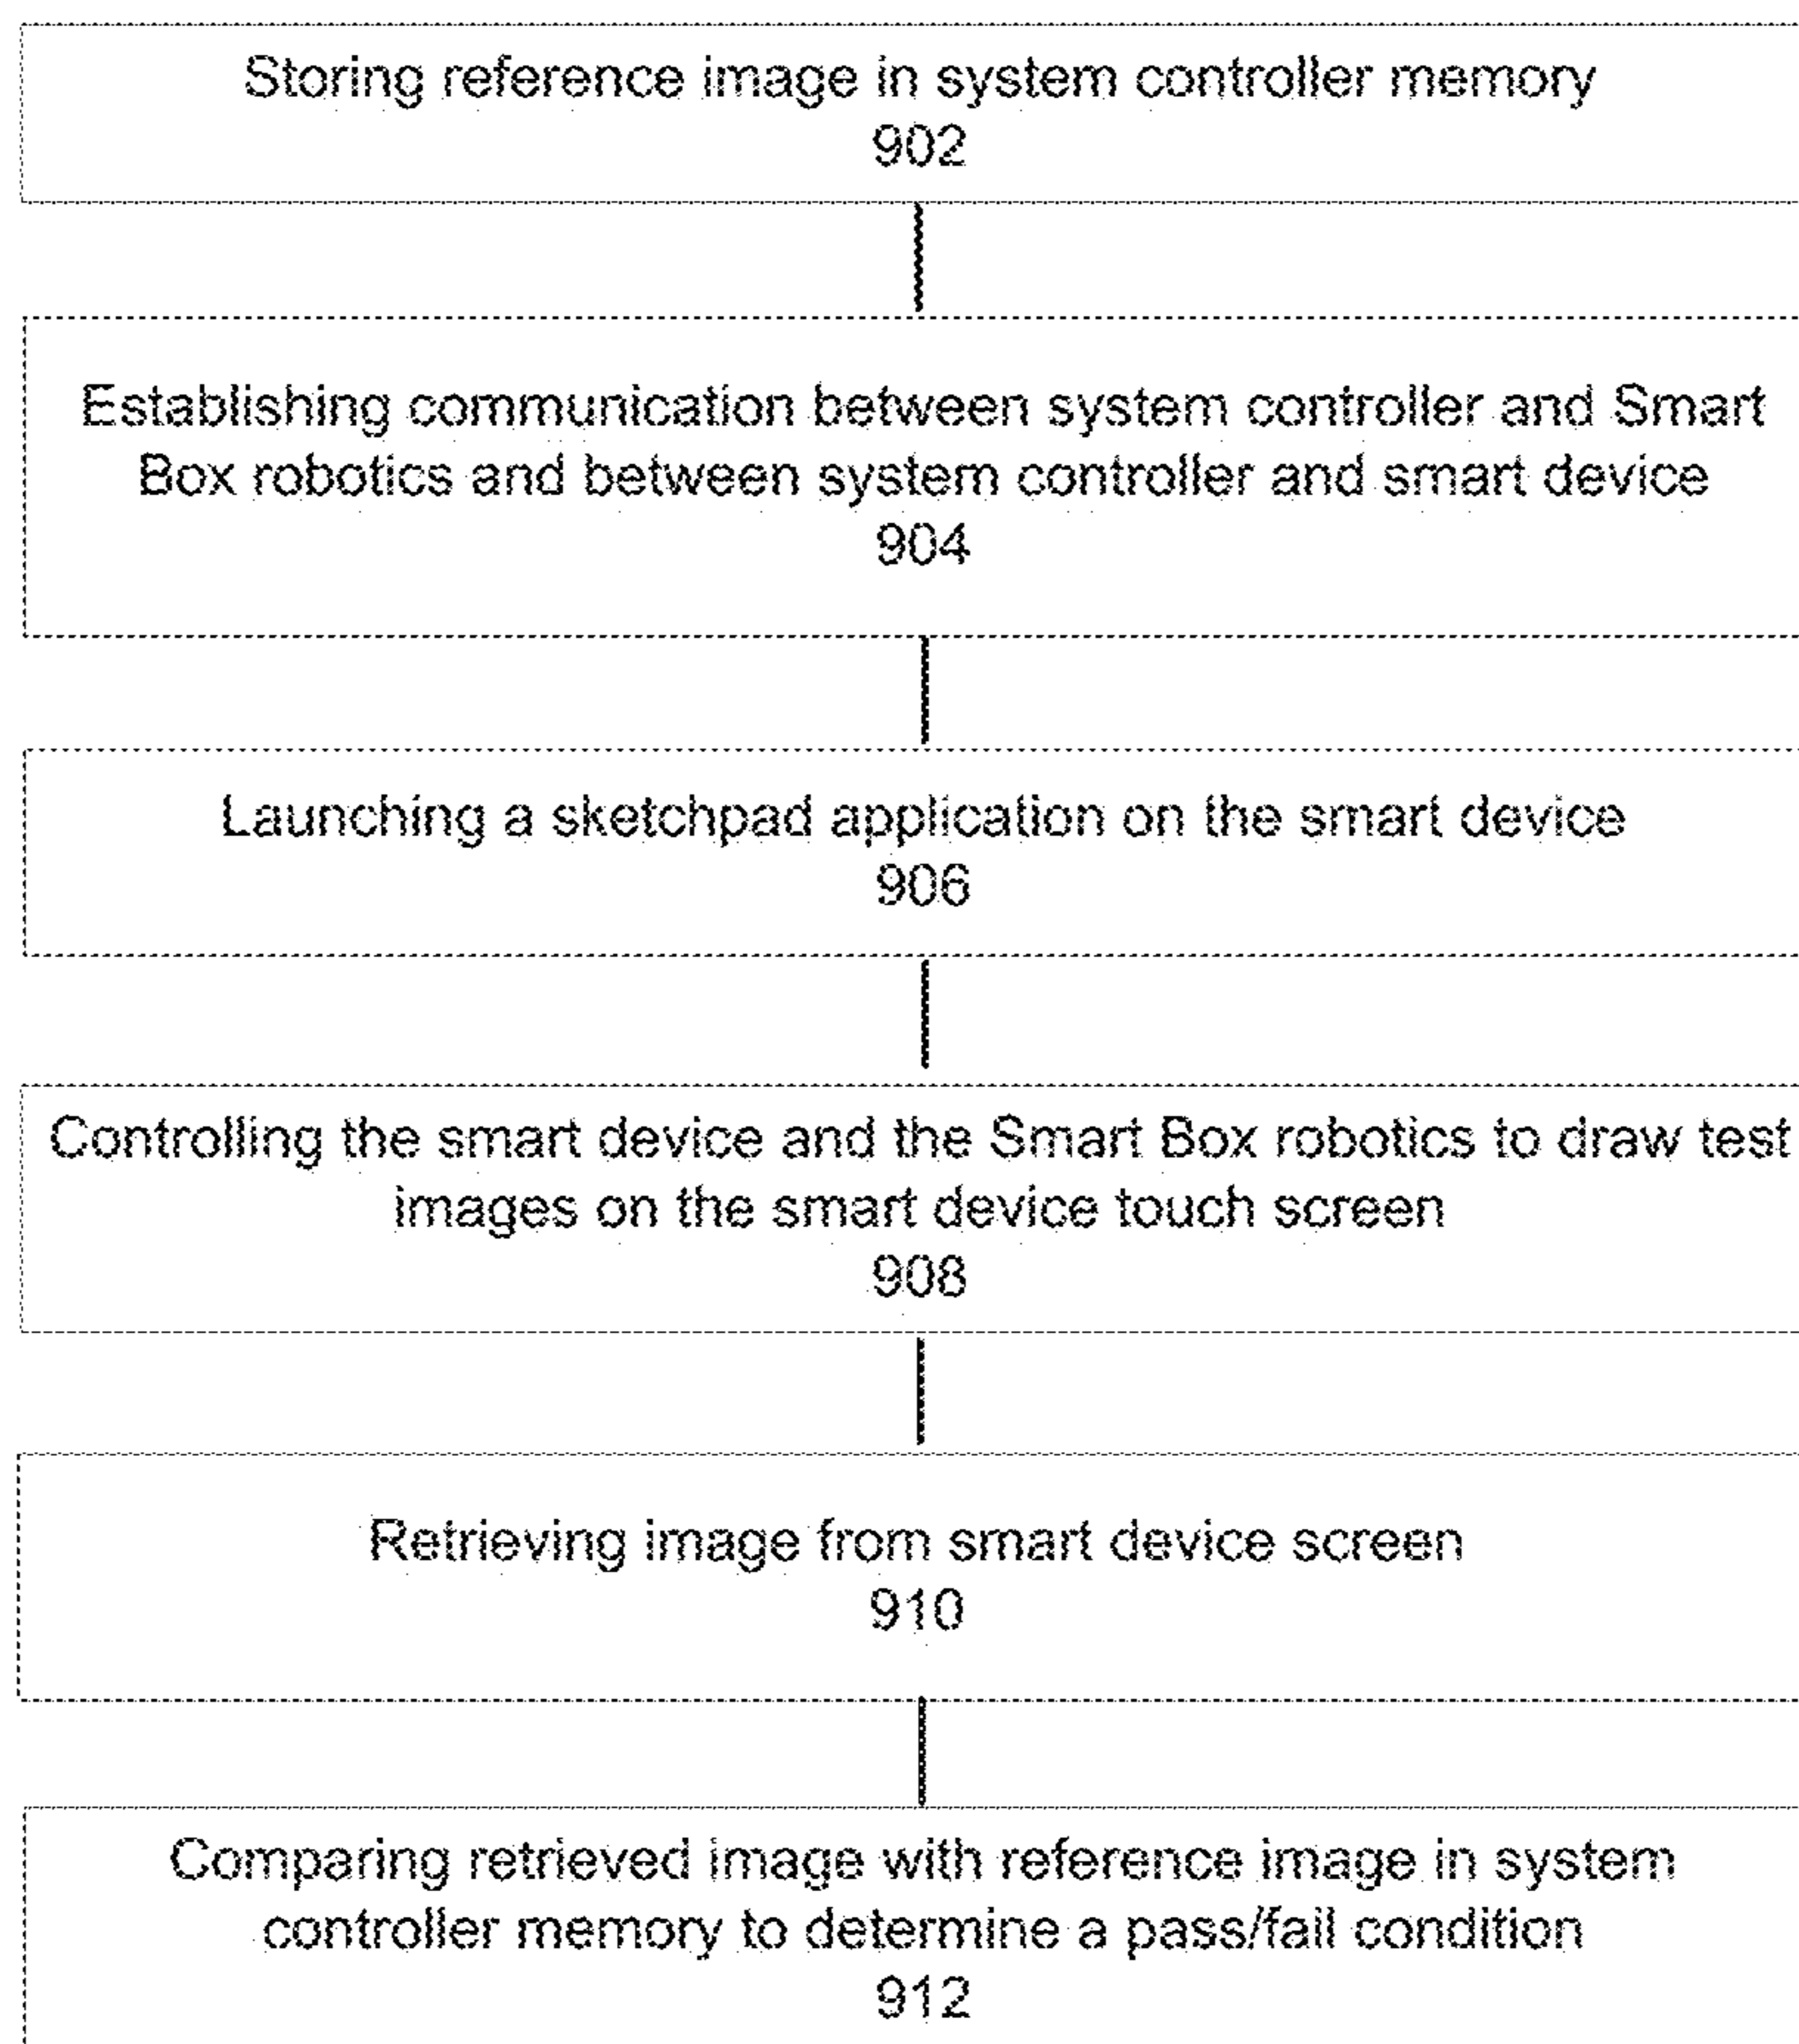 Storing reference image in system controller memory
902
Establishing communication between system controller and Smart
Box robotics and between system controller and smart device
904
Launching a sketchpad application on the smart device
906
Controlling the smart device and the Smart Box robotics to draw test
images on the smart device touch screen
908
Retrieving image from smart device screen
910
Comparing retrieved image with reference image in system
controller memory to determine a pass/fail condition
912